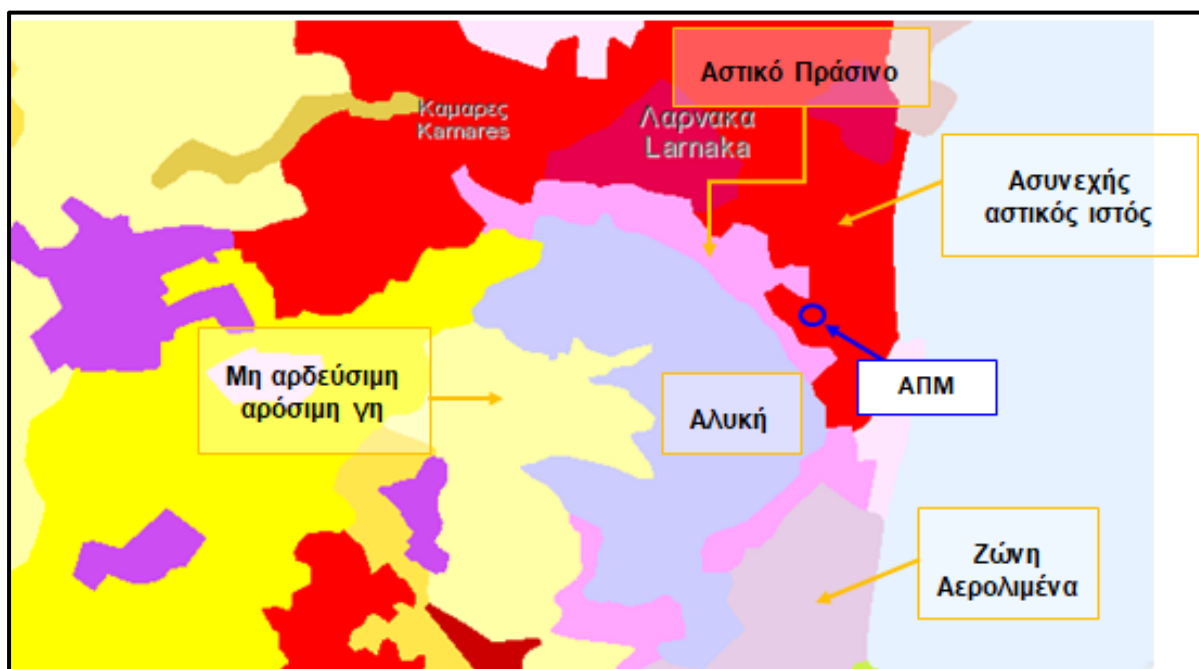 Αστικό Πράσινο
Καμαρες
Kamares
Λαρνακα
Larnaka
Ασυνεχής
αστικός ιστός
Μη αρδεύσιμη
αρόσιμη γη
ΑΠΜ
Αλυκή
Ζώνη
Αερολιμένα